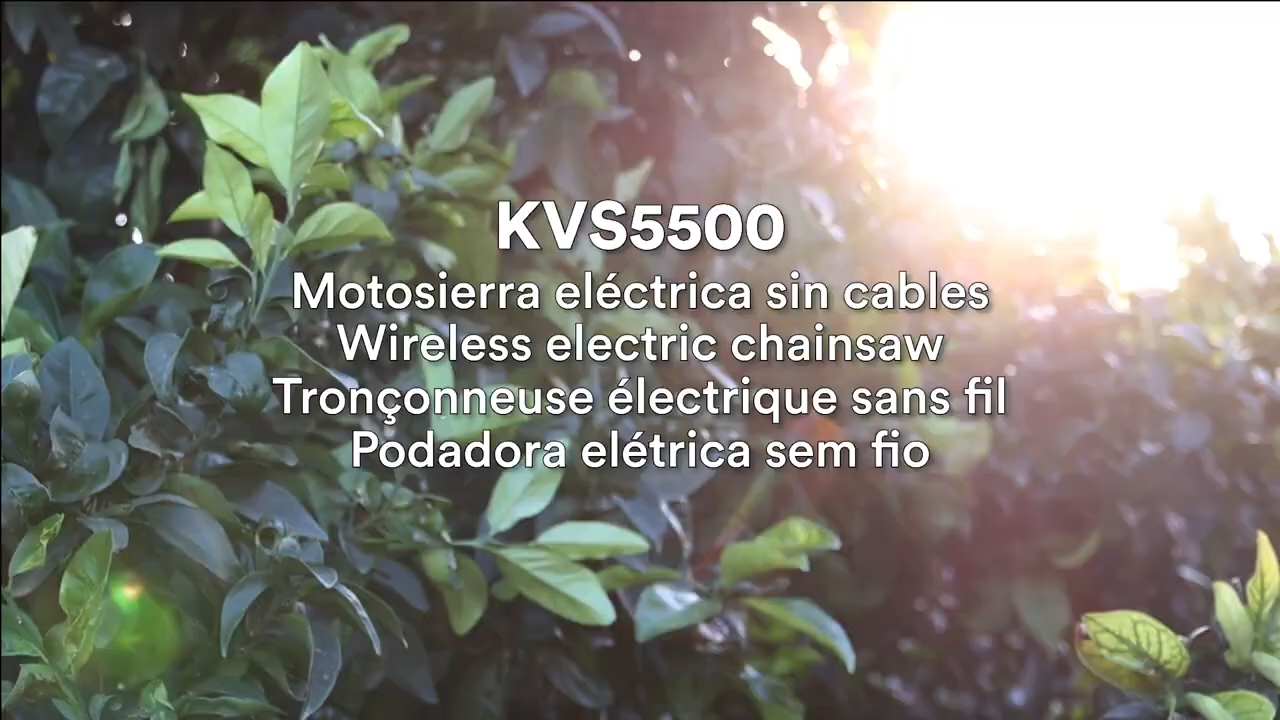 KVS5500
Motosierra eléctrica sin cables
Wireless electric chainsaw
Tronçonneuse électrique sans fil
Podadora elétrica sem fio